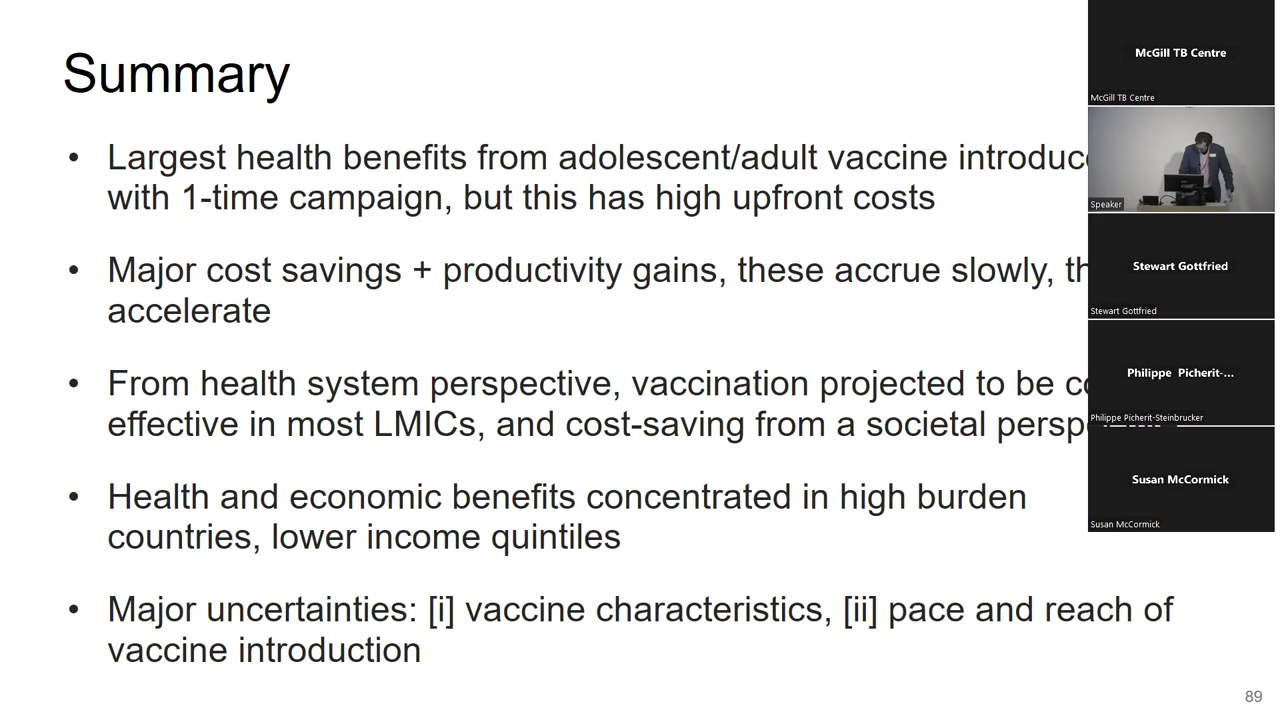 Summary
• Largest health benefits from adolescent/adult vaccine
with 1-time campaign, but this has high upfront costs
• Major cost savings + productivity gains, these accrue slowly,
accelerate
• From health system perspective, vaccination projected to be
effective in most LMICs, and cost-saving from a societal
• Health and economic benefits concentrated in high burden
countries, lower income quintiles
• Major uncertainties: [i] vaccine characteristics, [ii] pace and reach of
vaccine introduction
89
McGill TB Centre
McGill TB Centre
Speaker
Stewart Gottfried
Stewart Gottfried
Philippe Picherit-...
Philippe Picherit-Steinbrucker
Susan McCormick
Susan McCormick